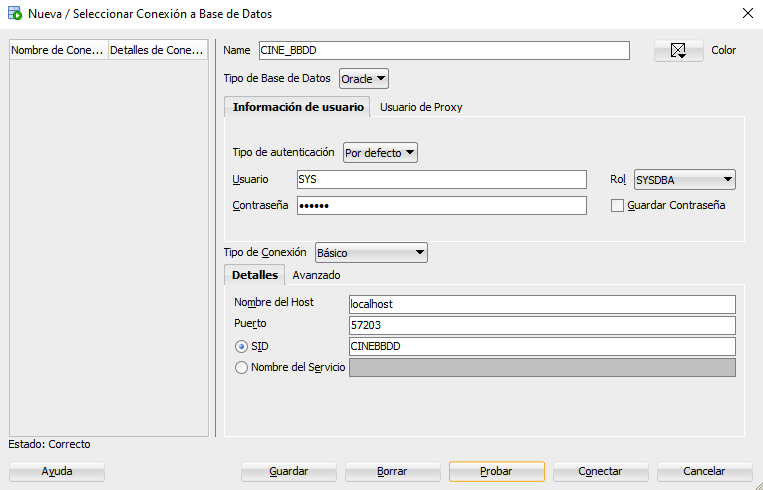 Nueva / Seleccionar Conexión a Base de Datos
Nombre de Cone... Detalles de Cone...
Name CINE_BBDD Color
Tipo de Base de Datos Oracle
Información de usuario Usuario de Proxy
Tipo de autenticación Por defecto
Usuario SYS Rol SYSDBA
Contraseña •••••• Guardar Contraseña
Tipo de Conexión Básico
Detalles Avanzado
Nombre del Host localhost
Puerto 57203
SID CINEBBDD
Nombre del Servicio
Estado: Correcto
Ayuda Guardar Borrar Probar Conectar Cancelar